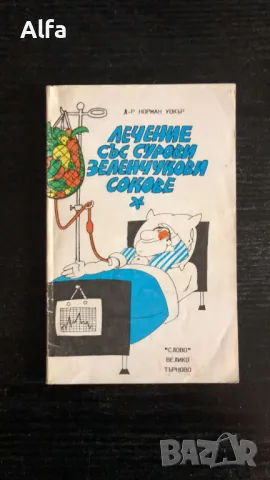 Alfa
Д-Р НОРМАН УОКЪР
ЛЕЧЕНИЕ
СЪС СУРОВИ
ЗЕЛЕНЧУКОВИ
СОКОВЕ
"СЛОВО"
ВЕЛИКО
ТЪРНОВО
BAZAR